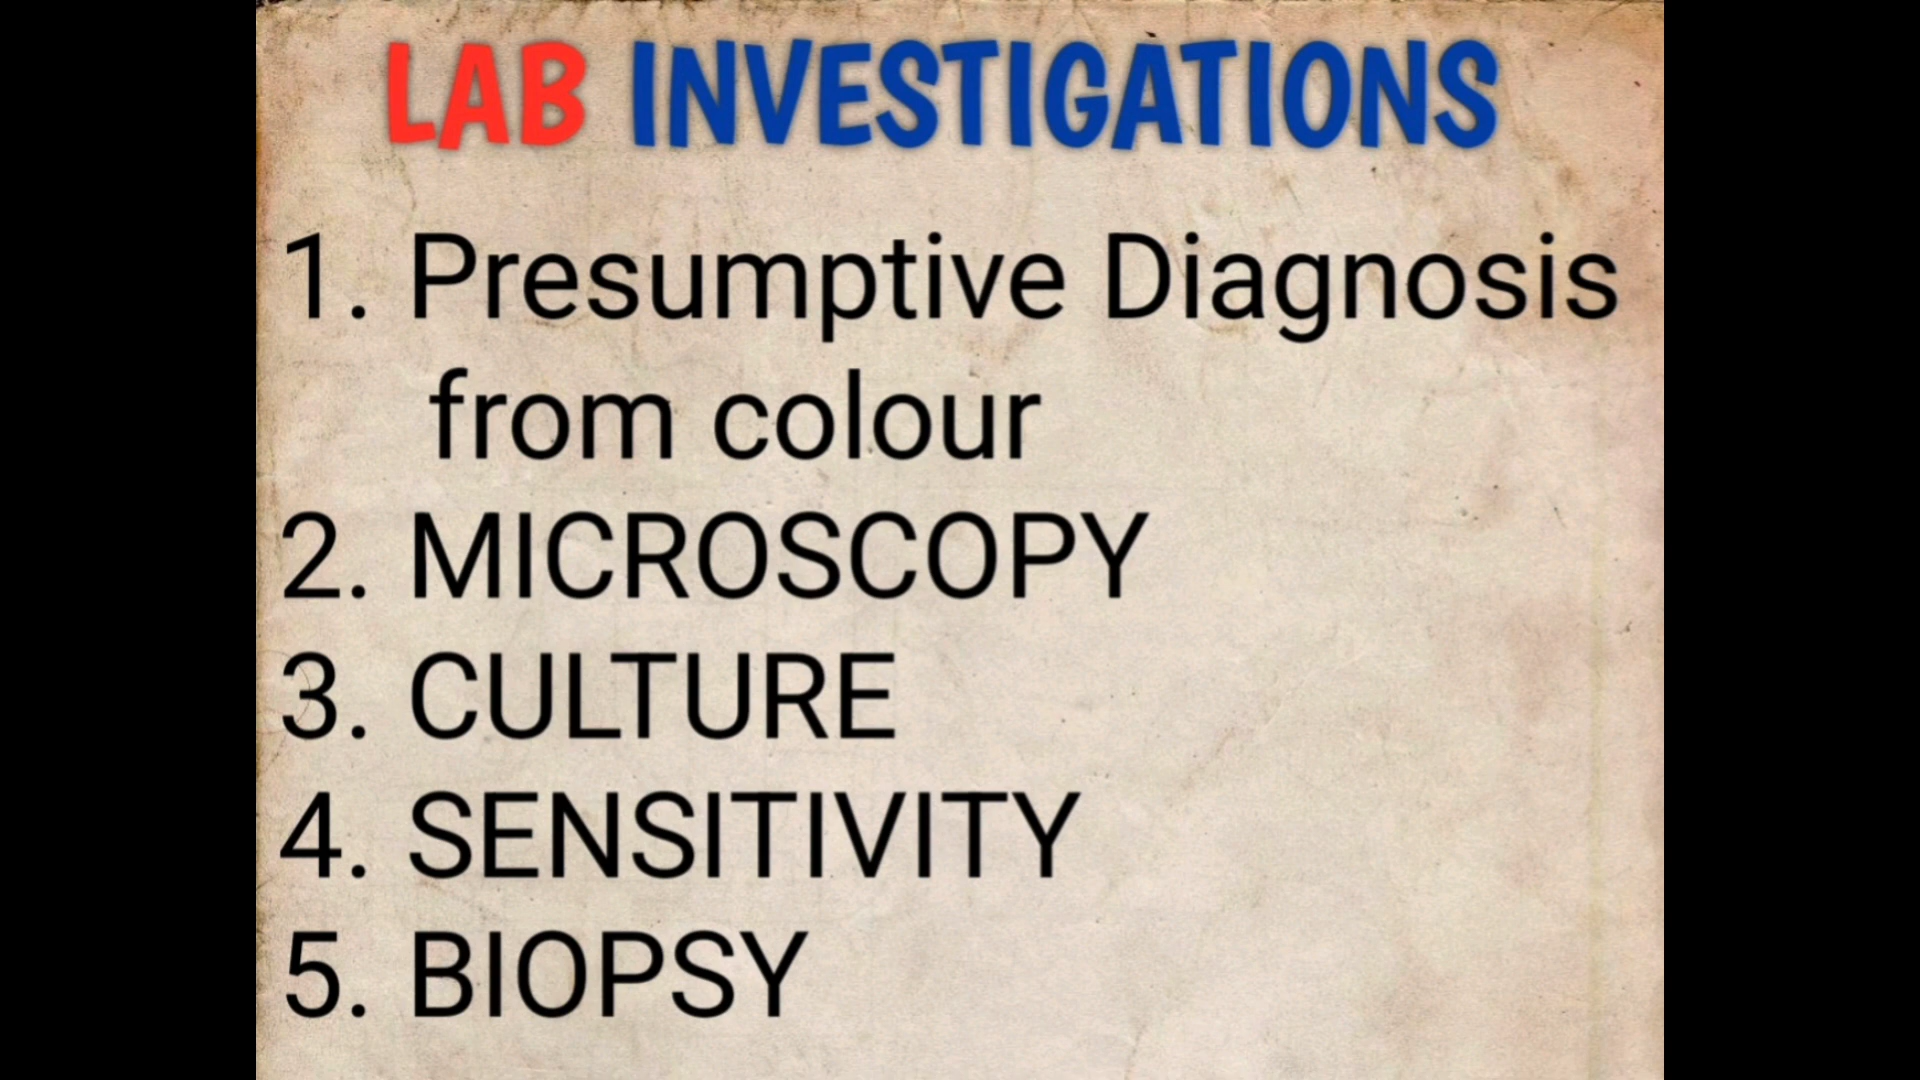 LAB INVESTIGATIONS
1. Presumptive Diagnosis
from colour
2. MICROSCOPY
3. CULTURE
4. SENSITIVITY
5. BIOPSY